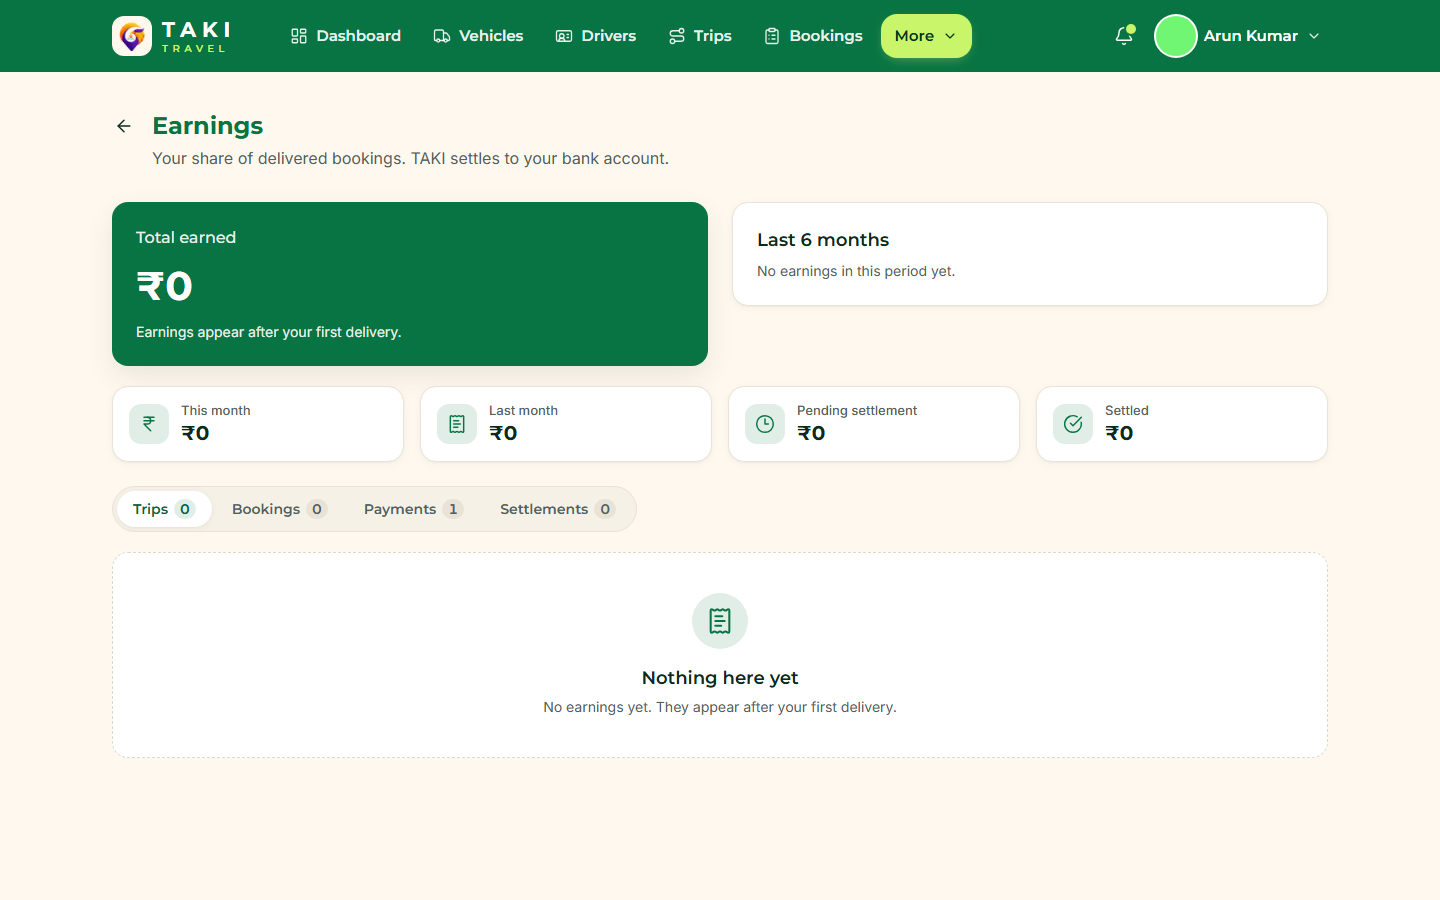 TAKI
TRAVEL
Dashboard
Vehicles
Drivers
Trips
Bookings
More
Arun Kumar
Earnings
Your share of delivered bookings. TAKI settles to your bank account.
Total earned
₹0
Earnings appear after your first delivery.
Last 6 months
No earnings in this period yet.
This month
₹0
Last month
₹0
Pending settlement
₹0
Settled
₹0
Trips 0
Bookings 0
Payments 1
Settlements 0
Nothing here yet
No earnings yet. They appear after your first delivery.